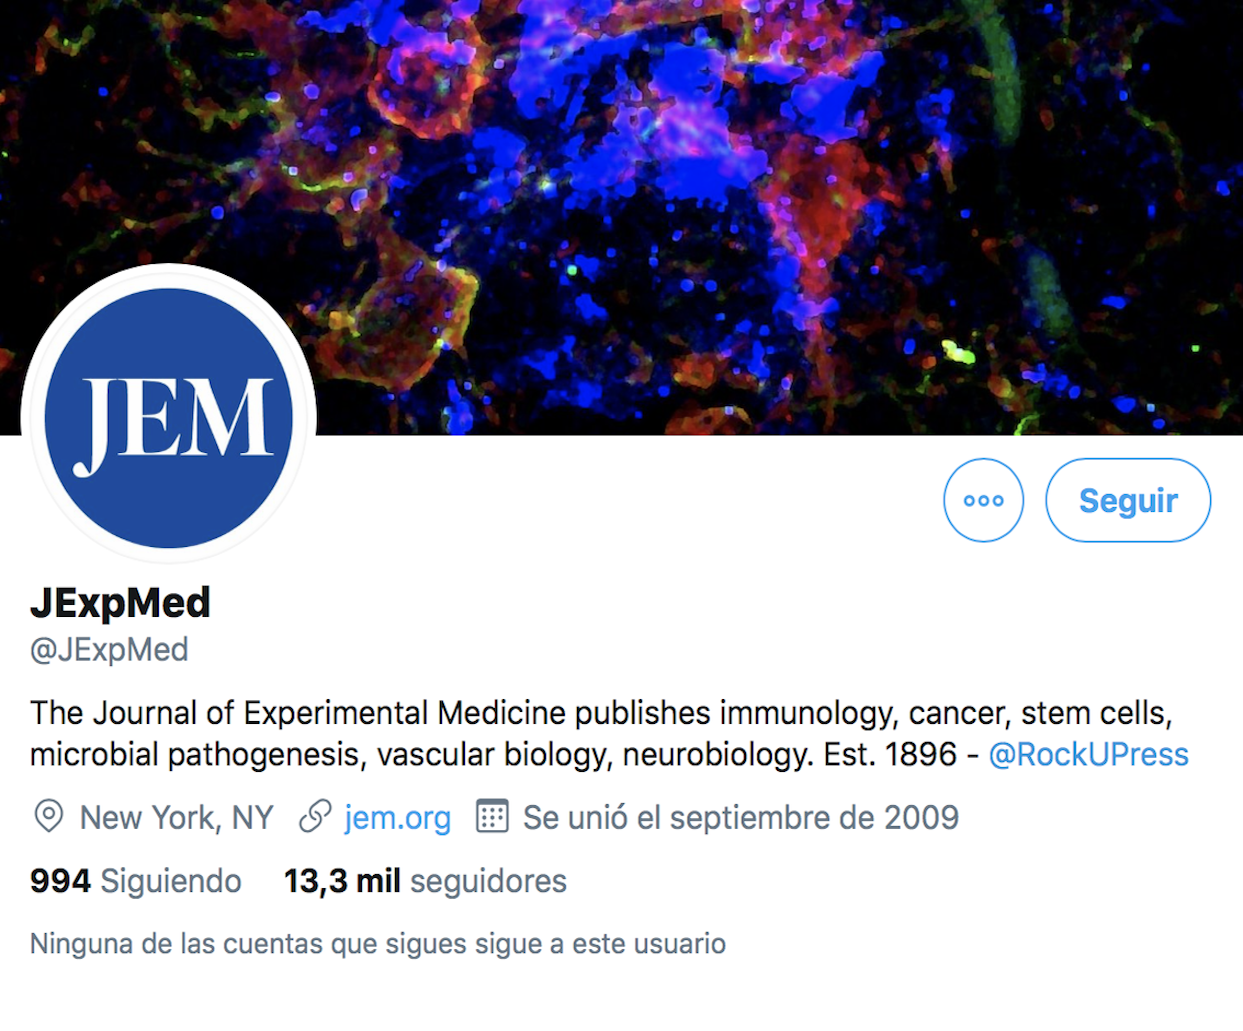 JEM
Seguir
JExpMed
@JExpMed
The Journal of Experimental Medicine publishes immunology, cancer, stem cells,
microbial pathogenesis, vascular biology, neurobiology. Est. 1896 - @RockUPress
New York, NY jem.org Se unió el septiembre de 2009
994 Siguiendo 13,3 mil seguidores
Ninguna de las cuentas que sigues sigue a este usuario